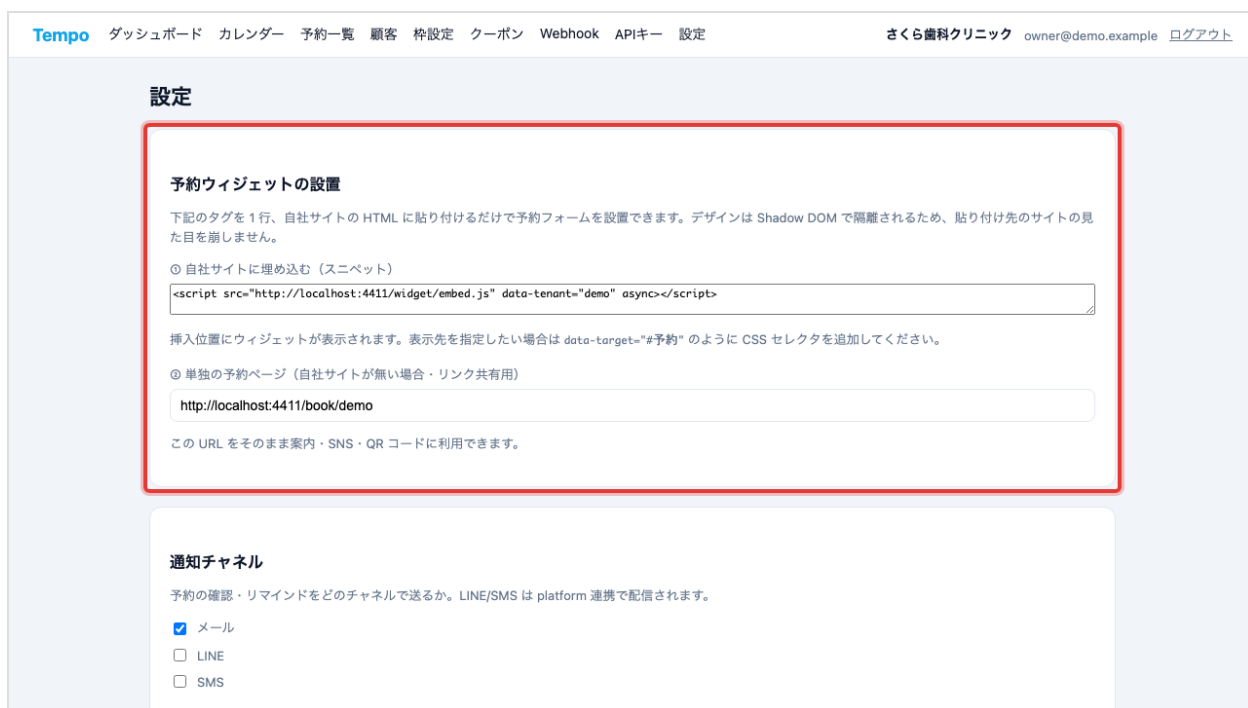 Tempo ダッシュボード カレンダー 予約一覧 顧客 枠設定 クーポン Webhook APIキー 設定 さくら歯科クリニック owner@demo.example ログアウト
設定
予約ウィジェットの設置
下記のタグを 1 行、自社サイトの HTML に貼り付けるだけで予約フォームを設置できます。デザインは Shadow DOM で隔離されるため、貼り付け先のサイトの見
た目を崩しません。
① 自社サイトに埋め込む（スニペット）
<script src="http://localhost:4411/widget/embed.js" data-tenant="demo" async></script>
挿入位置にウィジェットが表示されます。表示先を指定したい場合は data-target="#予約" のように CSS セレクタを追加してください。
② 単独の予約ページ（自社サイトが無い場合・リンク共有用）
http://localhost:4411/book/demo
この URL をそのまま案内・SNS・QR コードに利用できます。
通知チャネル
予約の確認・リマインドをどのチャネルで送るか。LINE/SMS は platform 連携で配信されます。
メール
LINE
SMS